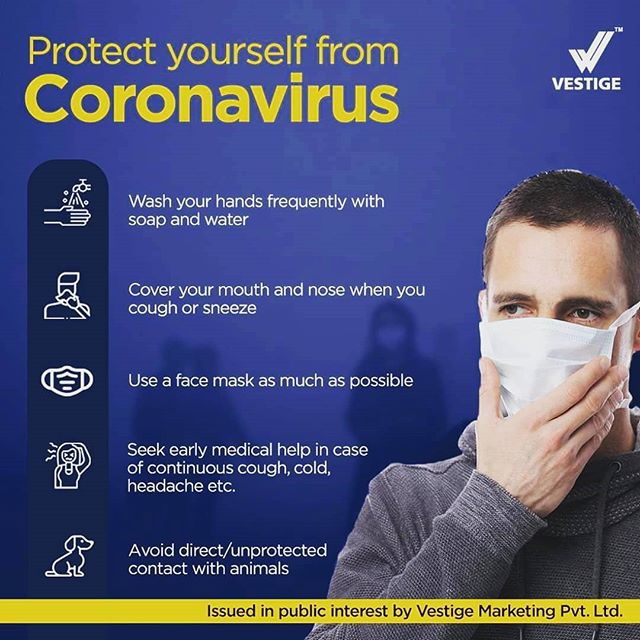 Protect yourself from
Coronavirus
TM
VESTIGE
Wash your hands frequently with
soap and water
Cover your mouth and nose when you
cough or sneeze
Use a face mask as much as possible
Seek early medical help in case
of continuous cough, cold,
headache etc.
Avoid direct/unprotected
contact with animals
Issued in public interest by Vestige Marketing Pvt. Ltd.